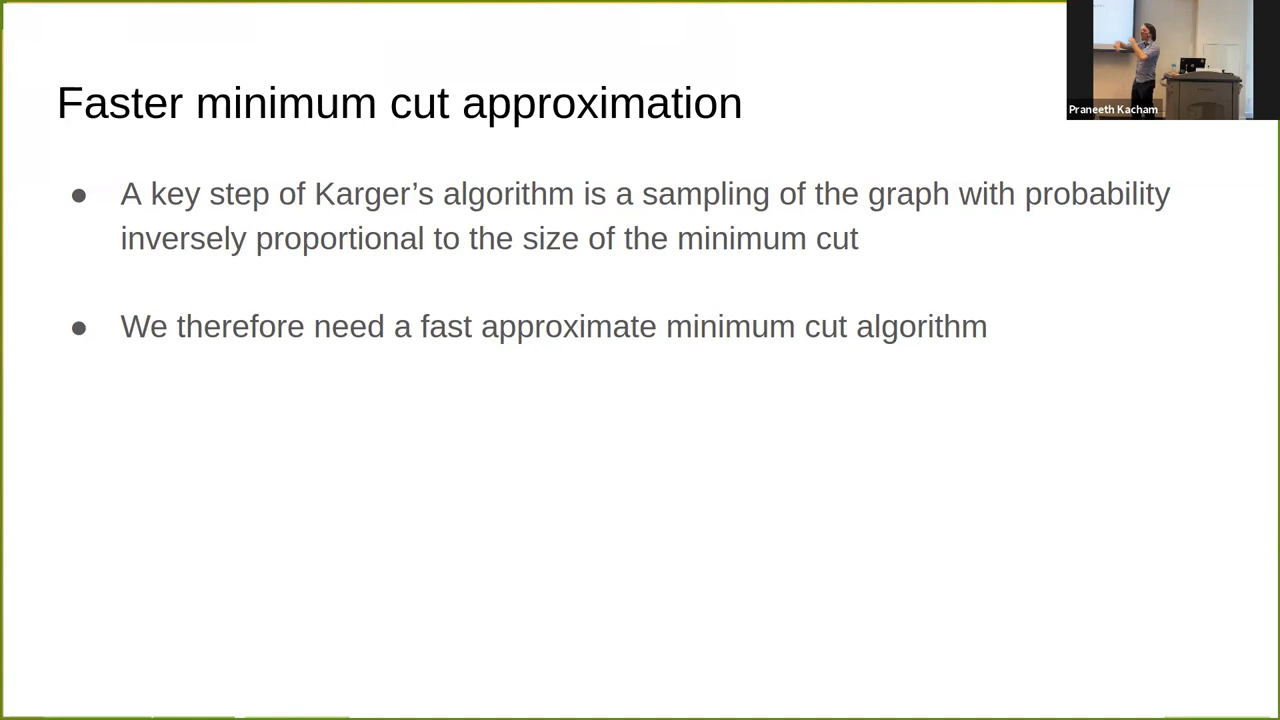 Faster minimum cut approximation
● A key step of Karger’s algorithm is a sampling of the graph with probability
inversely proportional to the size of the minimum cut
● We therefore need a fast approximate minimum cut algorithm
Praneeth Kacham